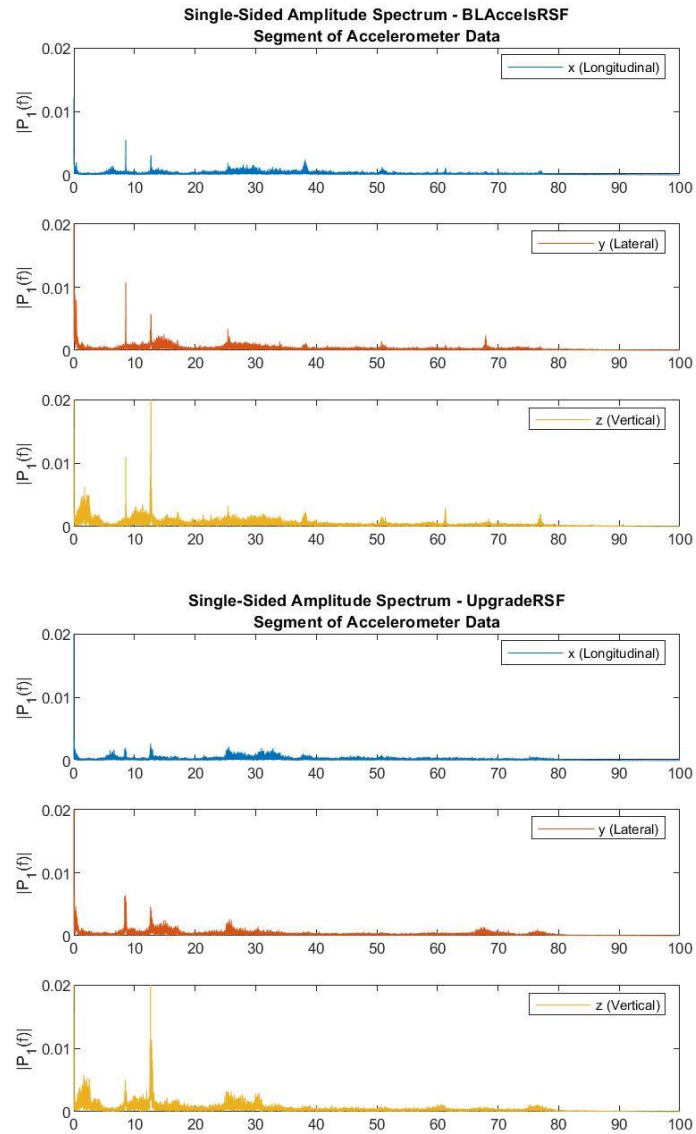 Single-Sided Amplitude Spectrum - BLAccelsRSF
Segment of Accelerometer Data
0.02
x (Longitudinal)
|P1(f)|
0.01
0
0 10 20 30 40 50 60 70 80 90 100
0.02
y (Lateral)
|P1(f)|
0.01
0
0 10 20 30 40 50 60 70 80 90 100
0.02
z (Vertical)
|P1(f)|
0.01
0
0 10 20 30 40 50 60 70 80 90 100
Single-Sided Amplitude Spectrum - UpgradeRSF
Segment of Accelerometer Data
0.02
x (Longitudinal)
|P1(f)|
0.01
0
0 10 20 30 40 50 60 70 80 90 100
0.02
y (Lateral)
|P1(f)|
0.01
0
0 10 20 30 40 50 60 70 80 90 100
0.02
z (Vertical)
|P1(f)|
0.01
0
0 10 20 30 40 50 60 70 80 90 100